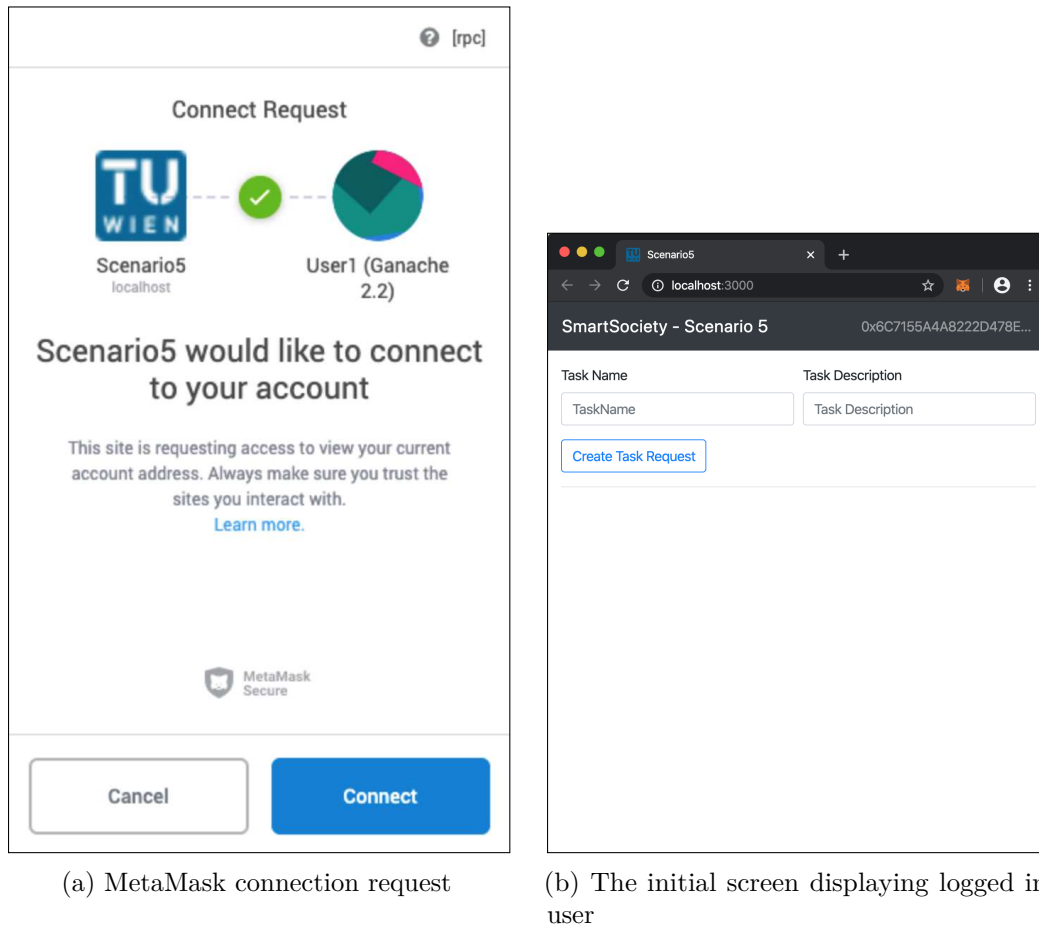 [rpc]
Connect Request
TU
WIEN
Scenario5
localhost
User1 (Ganache
2.2)
Scenario5 would like to connect
to your account
This site is requesting access to view your current
account address. Always make sure you trust the
sites you interact with.
Learn more.
MetaMask
Secure
Cancel
Connect
(a) MetaMask connection request
Scenario5
localhost:3000
SmartSociety - Scenario 5
0x6C7155A4A8222D478E...
Task Name
Task Description
TaskName
Task Description
Create Task Request
(b) The initial screen displaying logged in
user